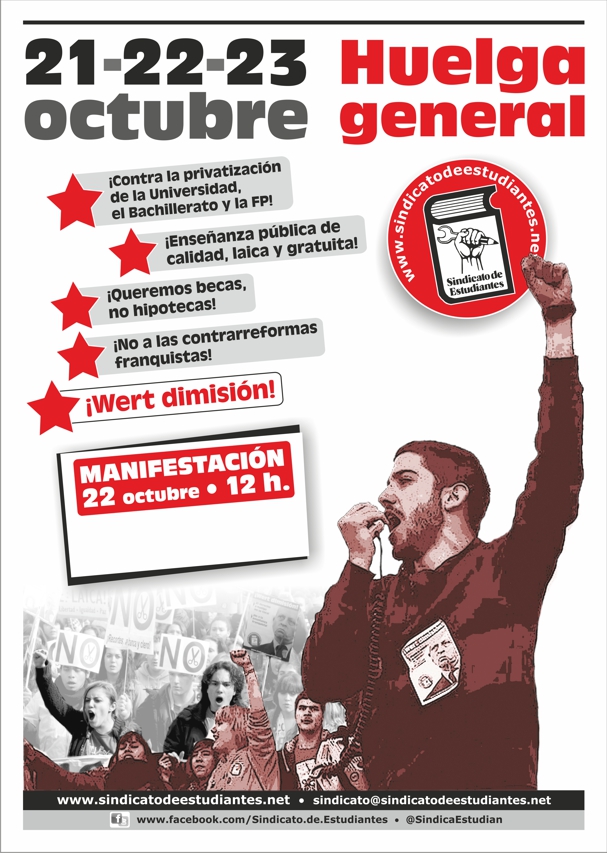 21-22-23 Huelga
octubre general
¡Contra la privatización
de la Universidad,
el Bachillerato y la FP!
¡Enseñanza pública de
calidad, laica y gratuita!
¡Queremos becas,
no hipotecas!
¡No a las contrarreformas
franquistas!
¡Wert dimisión!
www.sindicatodeestudiantes.net
Sindicato de
Estudiantes
MANIFESTACIÓN
22 octubre • 12 h.
NO
NO
NO
www.sindicatodeestudiantes.net • sindicato@sindicatodeestudiantes.net
www.facebook.com/Sindicato.de.Estudiantes • @SindicaEstudian